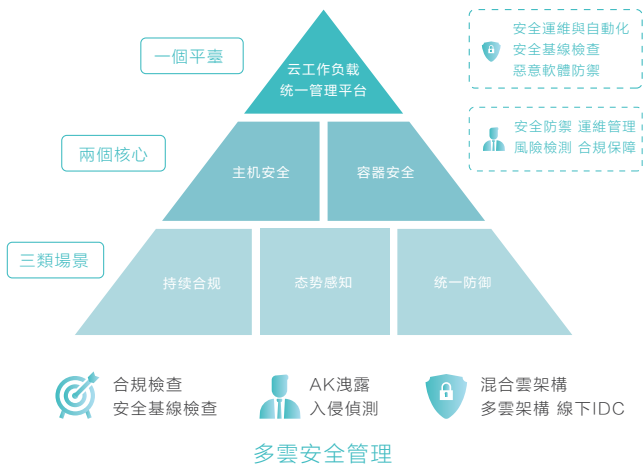 一個平臺
云工作负载
统一管理平台
安全運維與自動化
安全基線檢查
惡意軟體防禦
安全防禦 運維管理
風險檢測 合規保障
兩個核心
主机安全
容器安全
三類場景
持续合规
态势感知
统一防御
合規檢查
安全基線檢查
AK洩露
入侵偵測
混合雲架構
多雲架構 線下IDC
多雲安全管理